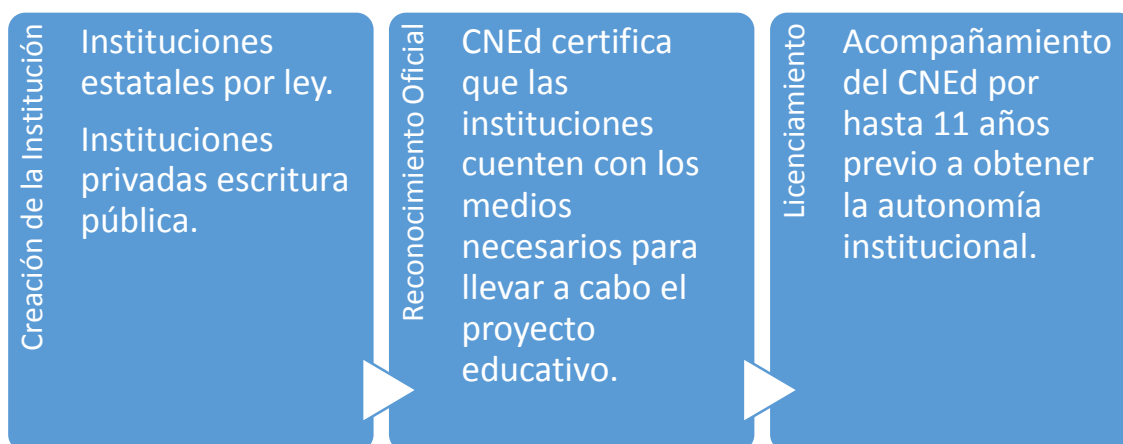 Creación de la Institución
Instituciones
estatales por ley.
Instituciones
privadas escritura
pública.
Reconocimiento Oficial
CNEd certifica
que las
instituciones
cuenten con los
medios
necesarios para
llevar a cabo el
proyecto
educativo.
Licenciamiento
Acompañamiento
del CNEd por
hasta 11 años
previo a obtener
la autonomía
institucional.